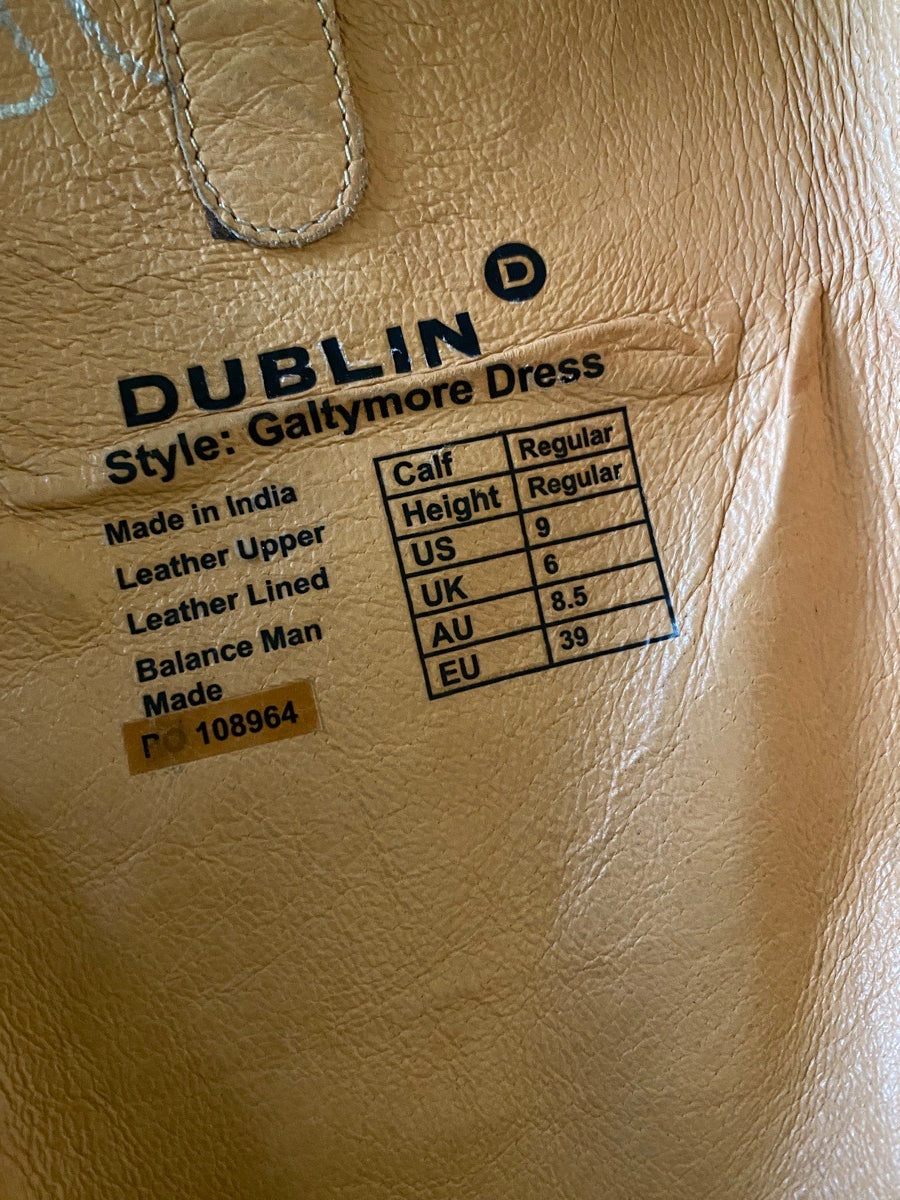 D
DUBLIN
Style: Galtymore Dress
Made in India
Leather Upper
Leather Lined
Balance Man
Made
108964
Calf Regular
Height Regular
US 9
UK 6
AU 8.5
EU 39